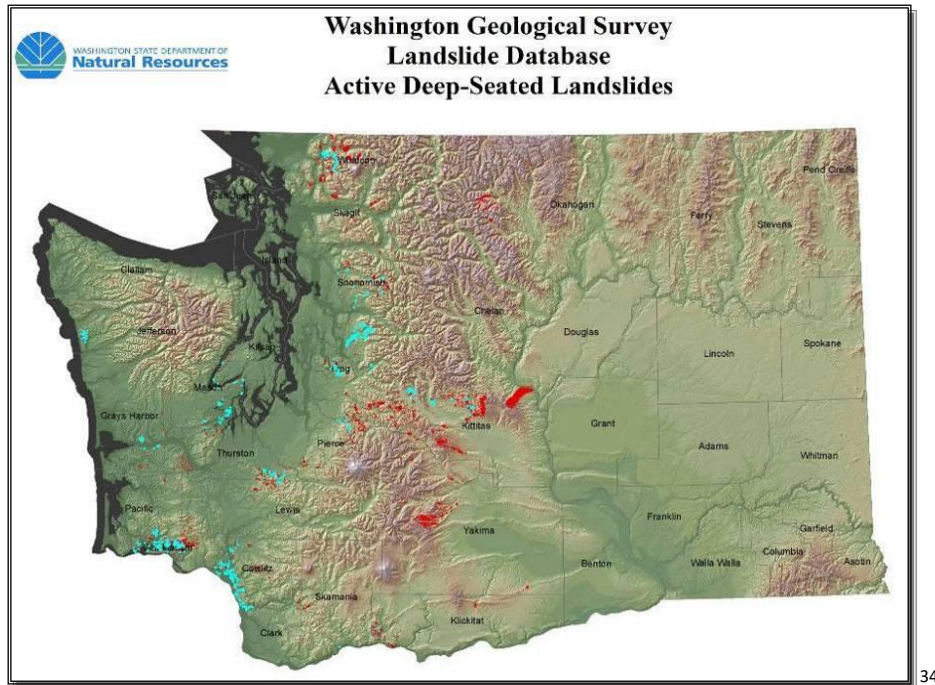 Washington Geological Survey
Landslide Database
Active Deep-Seated Landslides
WASHINGTON STATE DEPARTMENT OF
Natural Resources
Whatcom
Pend Oreille
Okanogan
Ferry
Stevens
Skagit
Island
Clallam
Snohomish
Chelan
Jefferson
Douglas
Kitsap
Lincoln
Spokane
King
Mason
Grays Harbor
Kittitas
Grant
Pierce
Adams
Thurston
Whitman
Pacific
Lewis
Franklin
Yakima
Garfield
Columbia
Cowlitz
Benton
Walla Walla
Asotin
Skamania
Klickitat
Clark
34